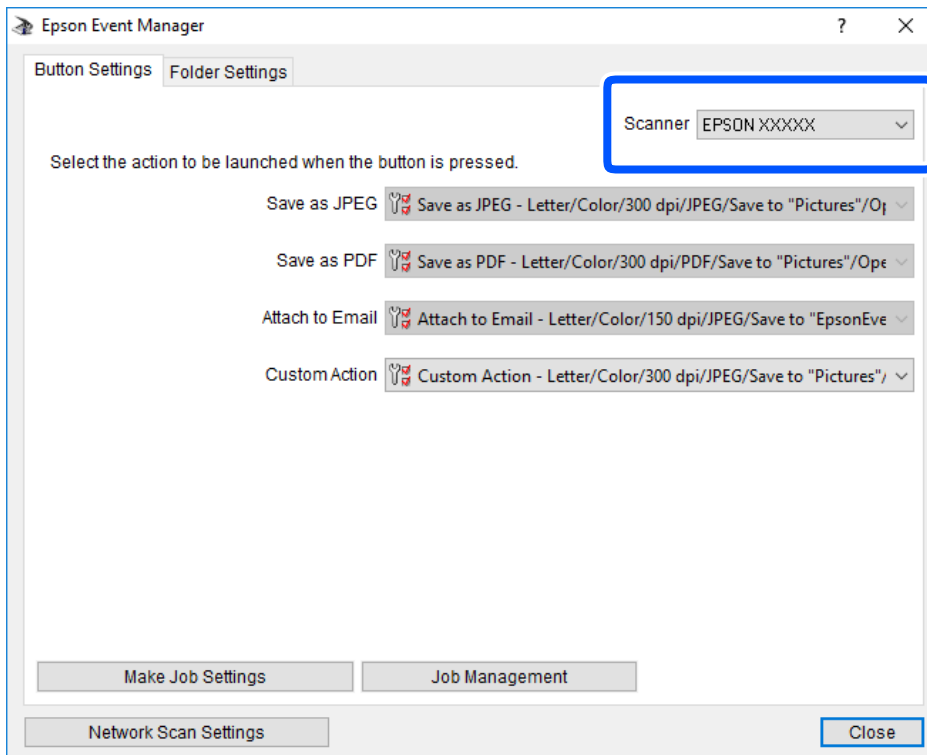 Epson Event Manager
Button Settings Folder Settings
Scanner EPSON XXXXX
Select the action to be launched when the button is pressed.
Save as JPEG Save as JPEG - Letter/Color/300 dpi/JPEG/Save to "Pictures"/Op
Save as PDF Save as PDF - Letter/Color/300 dpi/PDF/Save to "Pictures"/Ope
Attach to Email Attach to Email - Letter/Color/150 dpi/JPEG/Save to "EpsonEve
Custom Action Custom Action - Letter/Color/300 dpi/JPEG/Save to "Pictures"/
Make Job Settings Job Management
Network Scan Settings Close